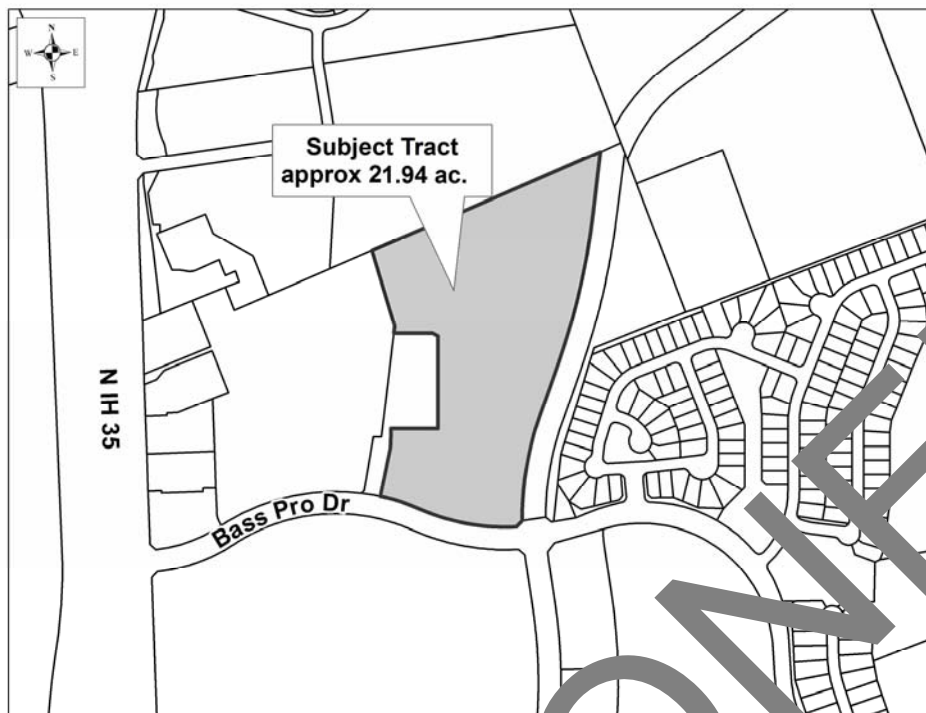 N
W E
S
Subject Tract
approx 21.94 ac.
N IH 35
Bass Pro Dr